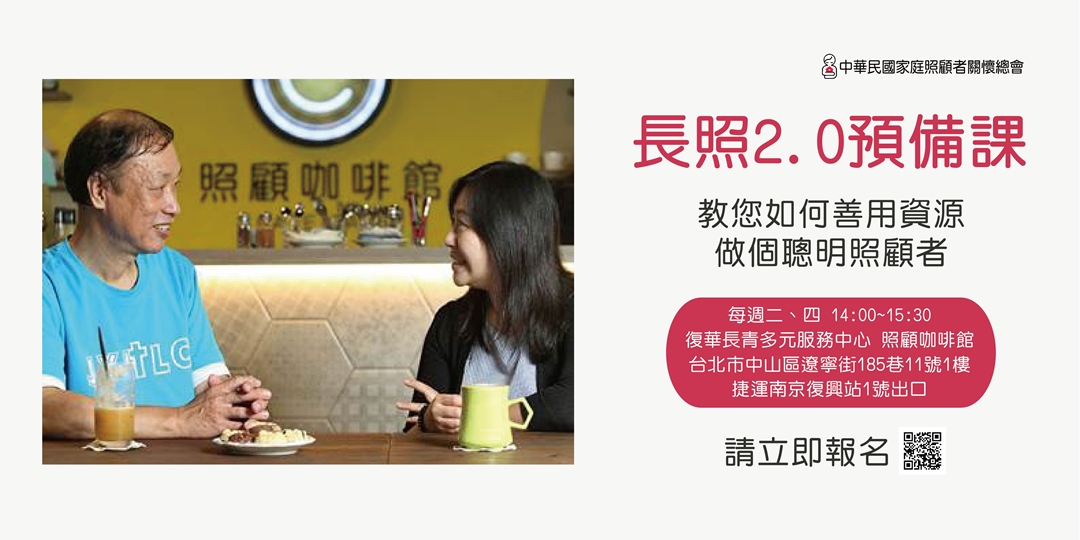 中華民國家庭照顧者關懷總會
長照2.0預備課
照顧咖啡館
教您如何善用資源
做個聰明照顧者
每週二、四 14:00~15:30
復華長青多元服務中心 照顧咖啡館
台北市中山區遼寧街185巷11號1樓
捷運南京復興站1號出口
請立即報名